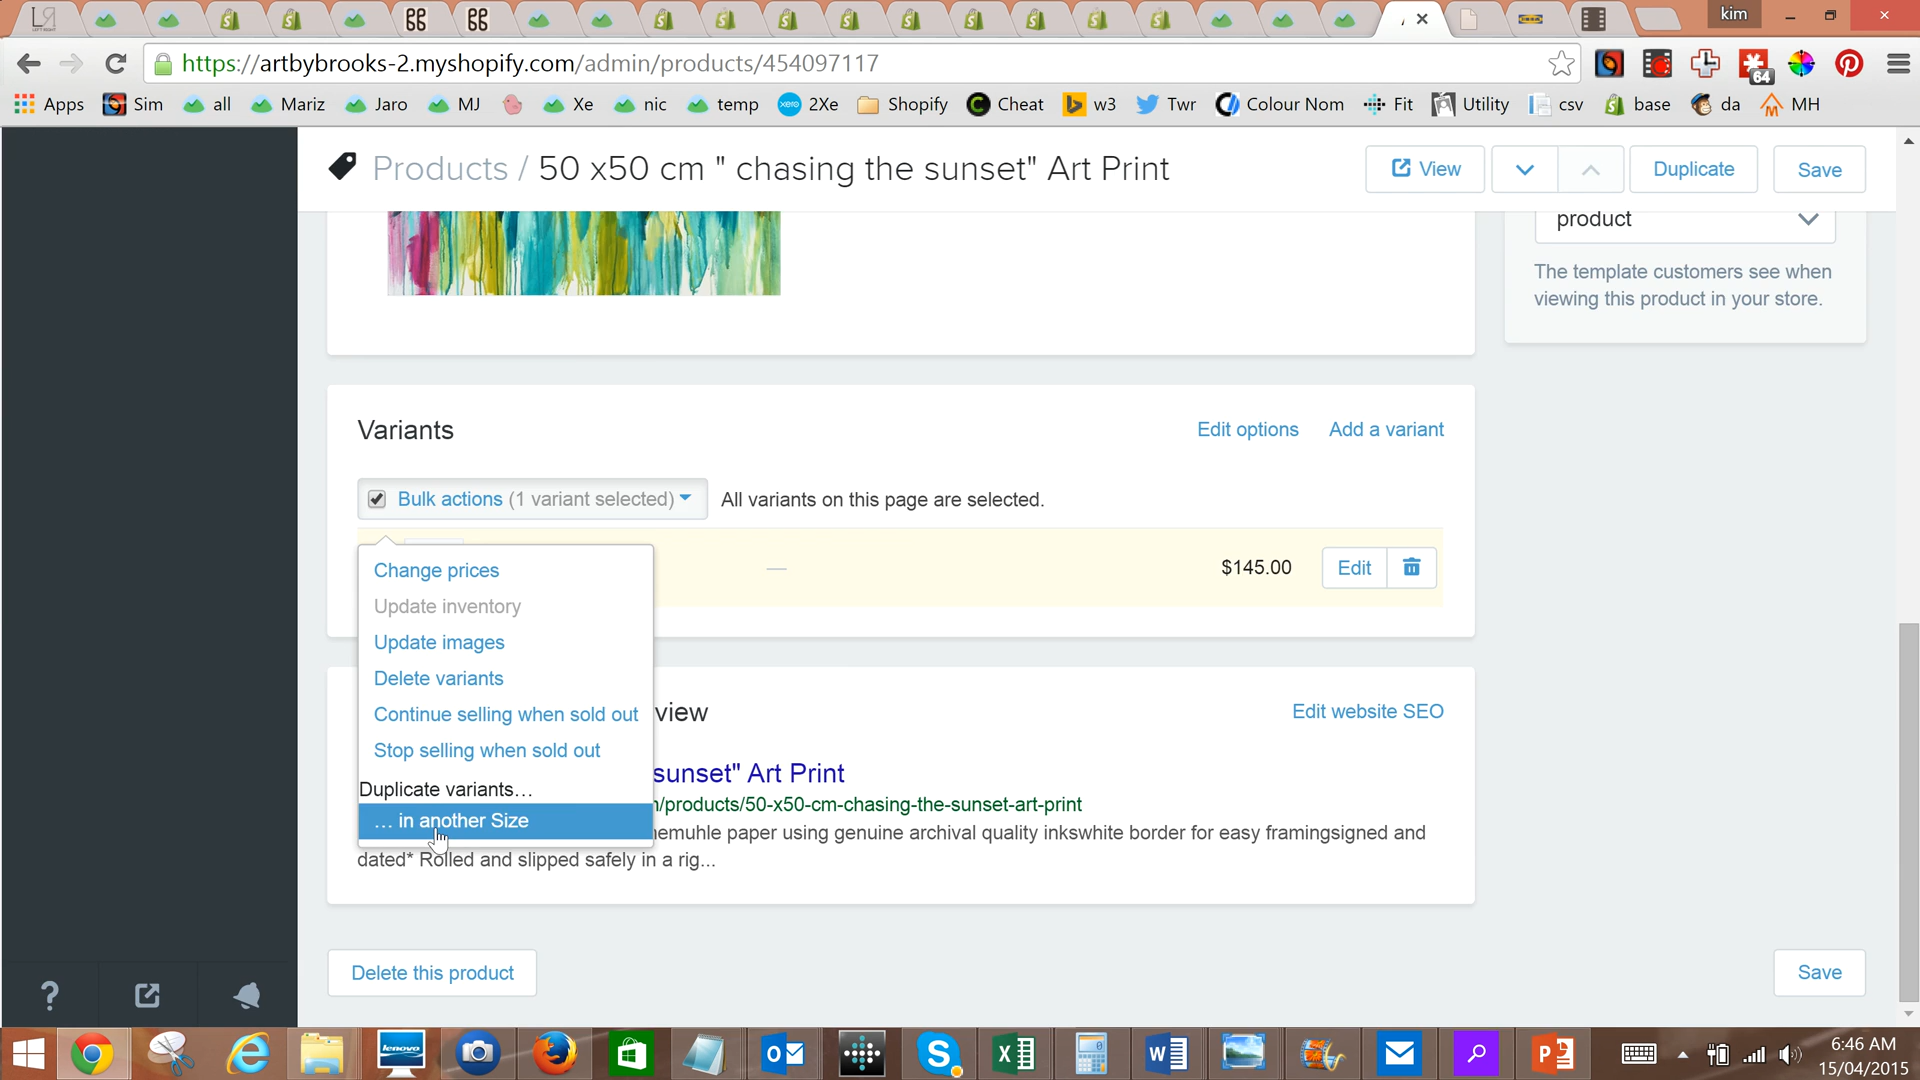 kim
https://artbybrooks-2.myshopify.com/admin/products/454097117
64
Apps Sim all Mariz Jaro MJ Xe nic temp 2Xe Shopify Cheat w3 Twr Colour Nom Fit Utility csv base da MH
Products / 50 x50 cm " chasing the sunset" Art Print
View
Duplicate
Save
product
The template customers see when
viewing this product in your store.
Variants
Edit options
Add a variant
Bulk actions (1 variant selected)
All variants on this page are selected.
Change prices
Update inventory
Update images
Delete variants
Continue selling when sold out
Stop selling when sold out
Duplicate variants...
... in another Size
—
$145.00
Edit
view
Edit website SEO
sunset" Art Print
/products/50-x50-cm-chasing-the-sunset-art-print
nemuhle paper using genuine archival quality inkswhite border for easy framingsigned and
dated* Rolled and slipped safely in a rig...
Delete this product
Save
lenovo
6:46 AM
15/04/2015